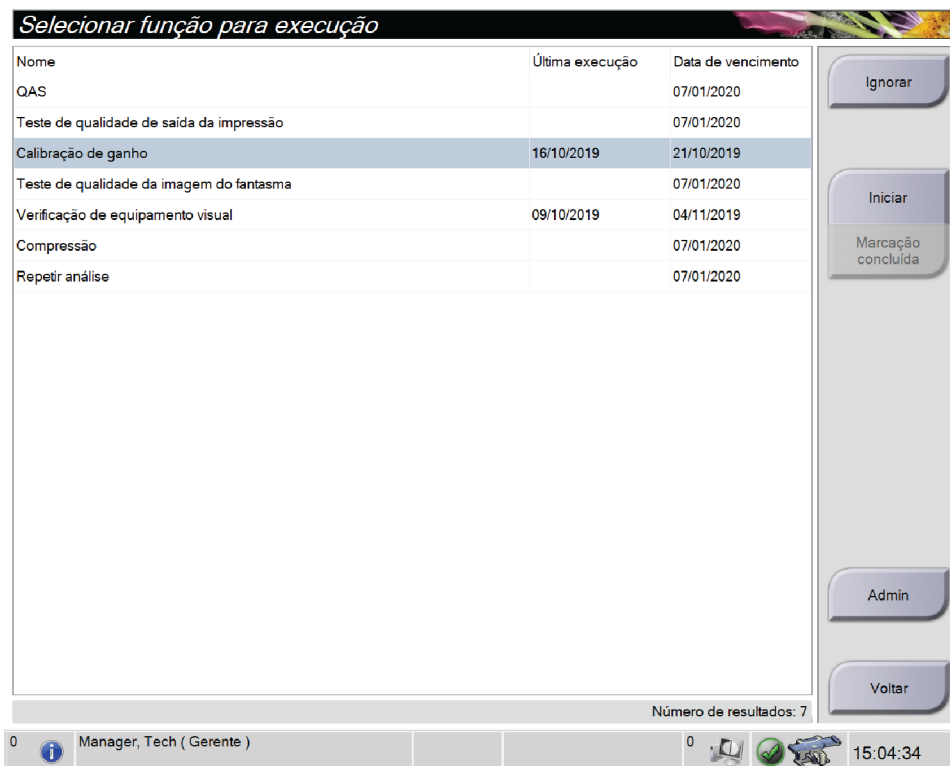 Selecionar função para execução
Nome Última execução Data de vencimento
QAS 07/01/2020
Teste de qualidade de saída da impressão 07/01/2020
Calibração de ganho 16/10/2019 21/10/2019
Teste de qualidade da imagem do fantasma 07/01/2020
Verificação de equipamento visual 09/10/2019 04/11/2019
Compressão 07/01/2020
Repetir análise 07/01/2020
Número de resultados: 7
Ignorar
Iniciar
Marcação
concluída
Admin
Voltar
0 Manager, Tech ( Gerente ) 0 15:04:34